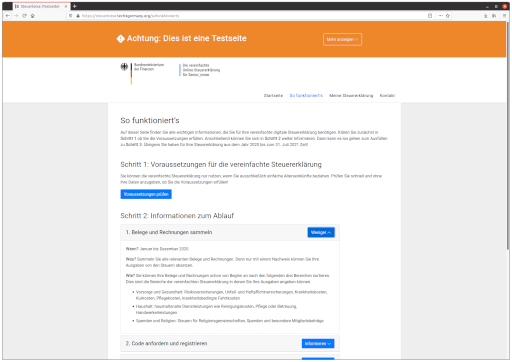 Steuerlotse (Testseite)
Achtung: Dies ist eine Testseite
Mehr anzeigen
Bundesministerium
der Finanzen
Die vereinfachte
Online-Steuererklärung
für Senior_innen
Startseite So funktioniert's Meine Steuererklärung Kontakt
So funktioniert's
Auf dieser Seite finden Sie alle wichtigen Informationen, die Sie für Ihre vereinfachte digitale Steuererklärung benötigen. Klären Sie zunächst in
Schritt 1 ob Sie die Voraussetzungen erfüllen. Anschließend können Sie sich in Schritt 2 weiter informieren. Dann kann es los gehen zum Ausfüllen
zu Schritt 3. Übrigens: Sie haben für Ihre Steuererklärung aus dem Jahr 2020 bis zum 31. Juli 2021 Zeit!
Schritt 1: Voraussetzungen für die vereinfachte Steuererklärung
Sie können die vereinfachte Steuererklärung nur nutzen, wenn Sie ausschließlich einfache Alterseinkünfte beziehen. Prüfen Sie schnell und ohne
Ihre Daten anzugeben, ob Sie die Voraussetzungen erfüllen!
Voraussetzungen prüfen
Schritt 2: Informationen zum Ablauf
1. Belege und Rechnungen sammeln Weniger
Wann? Januar bis Dezember 2020
Was? Sammeln Sie alle relevanten Belege und Rechnungen. Denn nur mit einem Nachweis können Sie Ihre
Ausgaben von den Steuern absetzen.
Wie? Sie können Ihre Belege und Rechnungen schon von Beginn an nach den folgenden drei Bereichen sortieren.
Dies sind die Bereiche der vereinfachten Steuererklärung in denen Sie Ihre Ausgaben angeben können.
• Vorsorge und Gesundheit: Risikoversicherungen, Unfall- und Haftpflichtversicherungen, Krankheitskosten,
Kurkosten, Pflegekosten, krankheitsbedingte Fahrtkosten
• Haushalt: haushaltsnahe Dienstleistungen wie Reinigungskosten, Pflege oder Betreuung,
Handwerkerleistungen
• Spenden und Religion: Steuern für Religionsgemeinschaften, Spenden und besondere Mitgliedsbeiträge
2. Code anfordern und registrieren Informieren